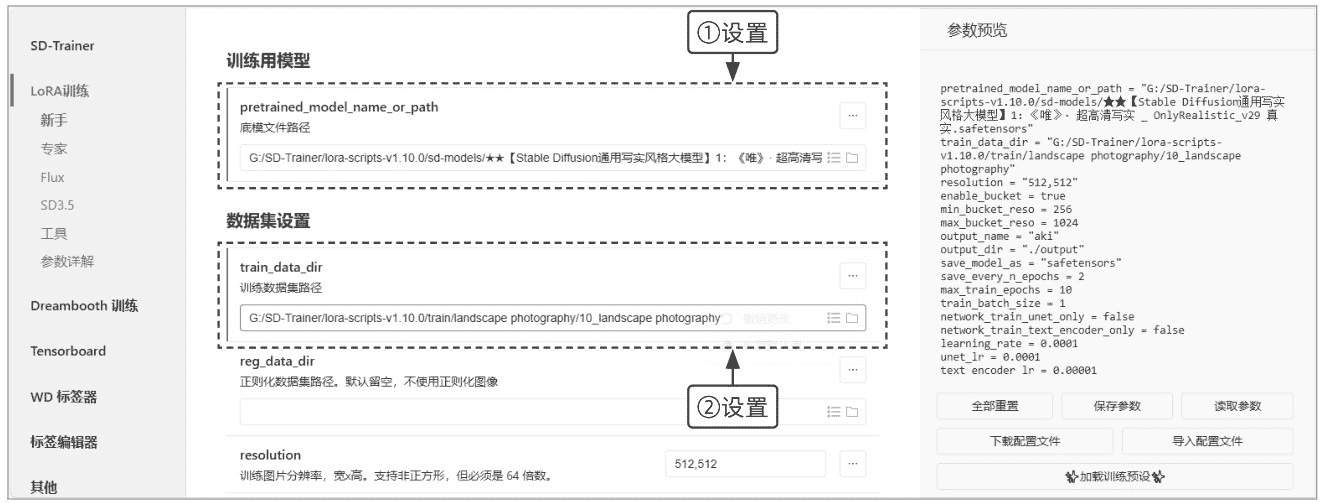 SD-Trainer
LoRA训练
新手
专家
Flux
SD3.5
工具
参数详解
Dreambooth 训练
Tensorboard
WD 标签器
标签编辑器
其他
①设置
训练用模型
pretrained_model_name_or_path
底模文件路径
G:/SD-Trainer/lora-scripts-v1.10.0/sd-models/★★【Stable Diffusion通用写实风格大模型】1：《唯》· 超高清写
数据集设置
train_data_dir
训练数据集路径
G:/SD-Trainer/lora-scripts-v1.10.0/train/landscape photography/10_landscape photography
reg_data_dir
正则化数据集路径。默认留空，不使用正则化图像
②设置
resolution
训练图片分辨率，宽x高。支持非正方形，但必须是 64 倍数。
512,512
参数预览
pretrained_model_name_or_path = "G:/SD-Trainer/lora-
scripts-v1.10.0/sd-models/★★【Stable Diffusion通用写实
风格大模型】1：《唯》· 超高清写实 _ OnlyRealistic_v29 真
实.safetensors"
train_data_dir = "G:/SD-Trainer/lora-scripts-
v1.10.0/train/landscape photography/10_landscape
photography"
resolution = "512,512"
enable_bucket = true
min_bucket_reso = 256
max_bucket_reso = 1024
output_name = "aki"
output_dir = "./output"
save_model_as = "safetensors"
save_every_n_epochs = 2
max_train_epochs = 10
train_batch_size = 1
network_train_unet_only = false
network_train_text_encoder_only = false
learning_rate = 0.0001
unet_lr = 0.0001
text encoder lr = 0.00001
全部重置 保存参数 读取参数
下载配置文件 导入配置文件
加载训练预设